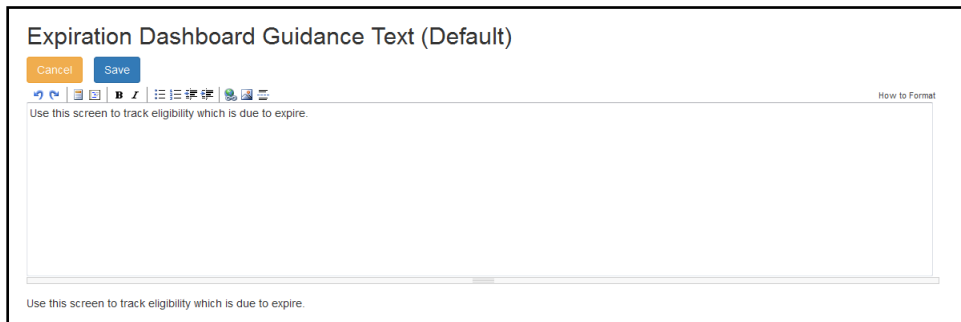 Expiration Dashboard Guidance Text (Default)
Cancel Save
B I How to Format
Use this screen to track eligibility which is due to expire.
Use this screen to track eligibility which is due to expire.